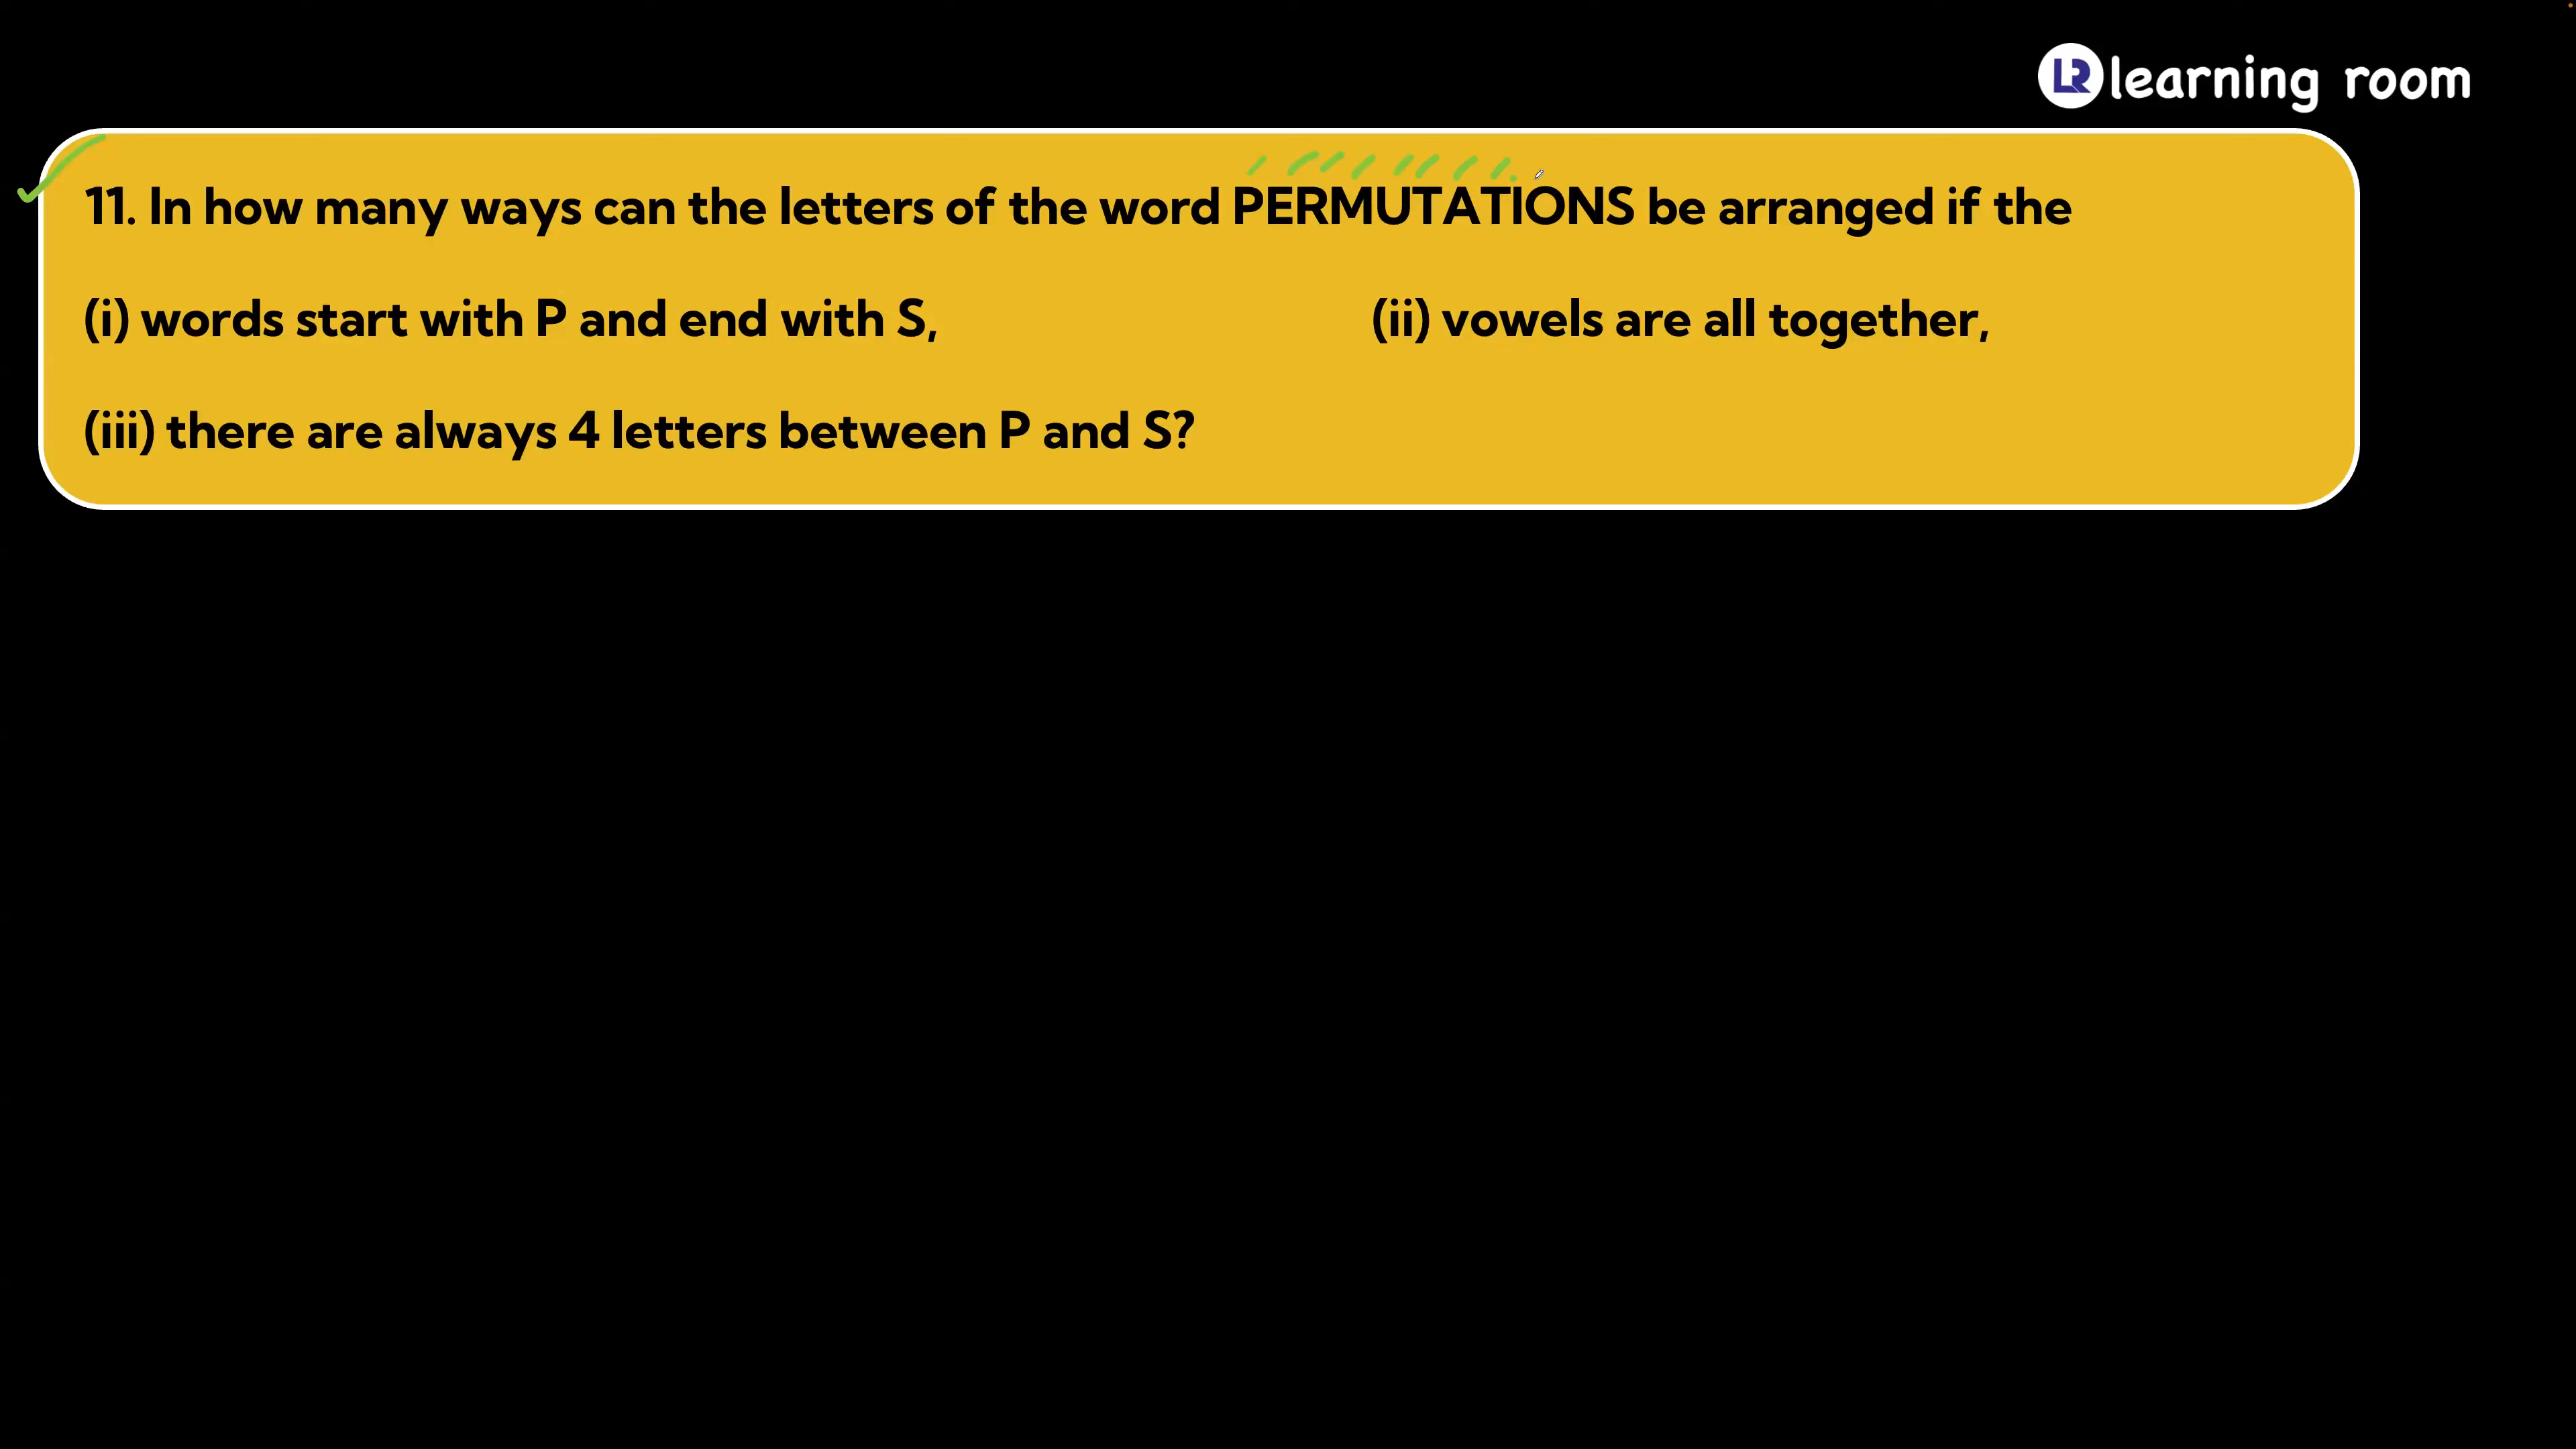 LR learning room
11. In how many ways can the letters of the word PERMUTATIONS be arranged if the
(i) words start with P and end with S, (ii) vowels are all together,
(iii) there are always 4 letters between P and S?